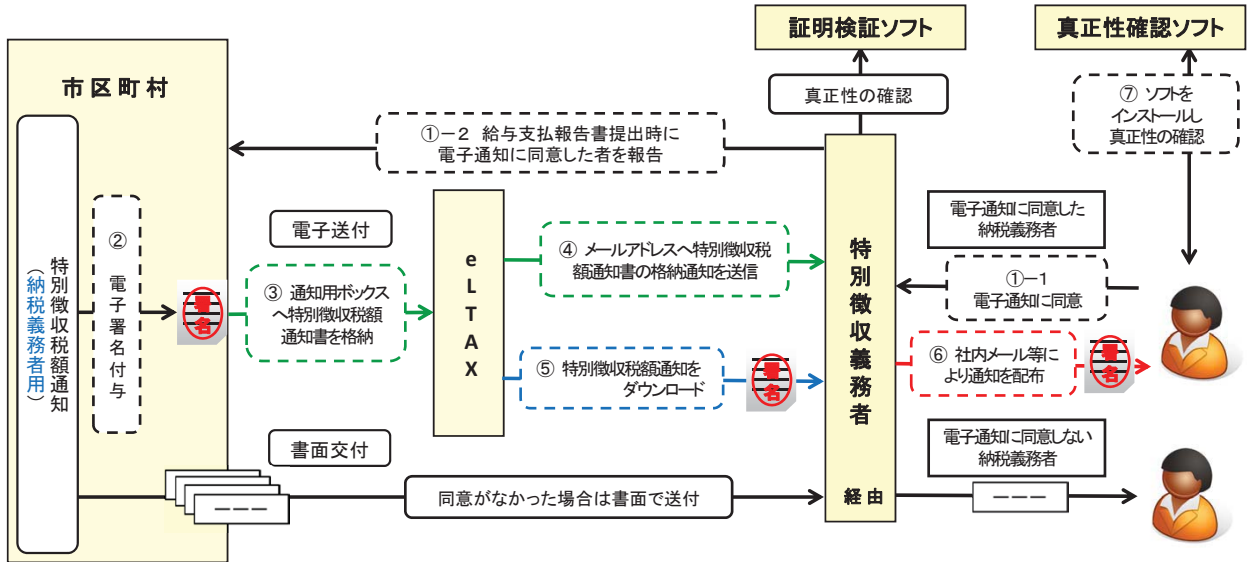 証明検証ソフト
真正性確認ソフト
市区町村
真正性の確認
⑦ ソフトを
インストールし
真正性の確認
①－２ 給与支払報告書提出時に
電子通知に同意した者を報告
特別徴収税額通知
（納税義務者用）
② 電子署名付与
署名
電子送付
③ 通知用ボックス
へ特別徴収税額
通知書を格納
eLTAX
④ メールアドレスへ特別徴収税
額通知書の格納通知を送信
⑤ 特別徴収税額通知を
ダウンロード
署名
特別徴収義務者
電子通知に同意した
納税義務者
①－１
電子通知に同意
⑥ 社内メール等に
より通知を配布
署名
書面交付
同意がなかった場合は書面で送付
経由
電子通知に同意しない
納税義務者
－－－
－－－